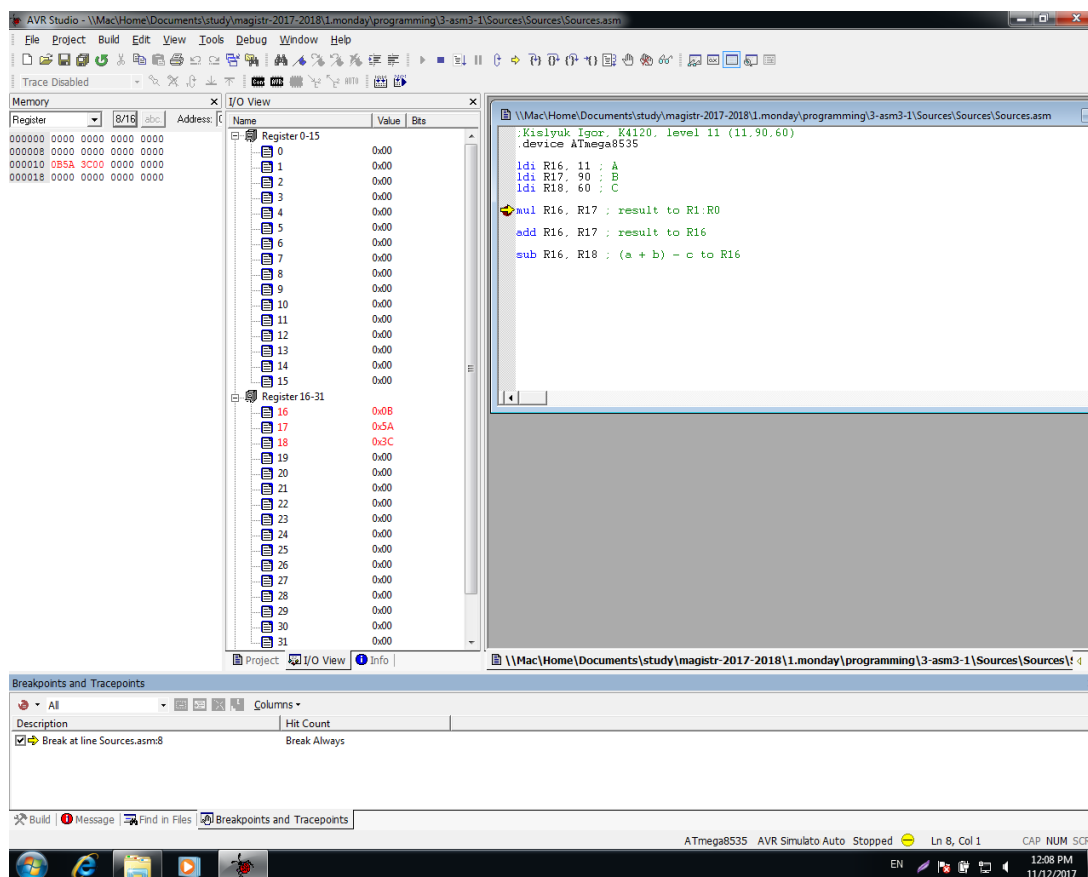 AVR Studio - \\Mac\Home\Documents\study\magistr-2017-2018\1.monday\programming\3-asm3-1\Sources\Sources\Sources.asm
File Project Build Edit View Tools Debug Window Help
Trace Disabled
Memory
Register 8/16 abc. Address:
000000 0000 0000 0000 0000
000008 0000 0000 0000 0000
000010 0B5A 3C00 0000 0000
000018 0000 0000 0000 0000
I/O View
Name Value Bits
Register 0-15
0 0x00
1 0x00
2 0x00
3 0x00
4 0x00
5 0x00
6 0x00
7 0x00
8 0x00
9 0x00
10 0x00
11 0x00
12 0x00
13 0x00
14 0x00
15 0x00
Register 16-31
16 0x0B
17 0x5A
18 0x3C
19 0x00
20 0x00
21 0x00
22 0x00
23 0x00
24 0x00
25 0x00
26 0x00
27 0x00
28 0x00
29 0x00
30 0x00
31 0x00
Project I/O View Info
\\Mac\Home\Documents\study\magistr-2017-2018\1.monday\programming\3-asm3-1\Sources\Sources\Sources.asm
;Kislyuk Igor, K4120, level 11 (11,90,60)
.device ATmega8535
ldi R16, 11 ; A
ldi R17, 90 ; B
ldi R18, 60 ; C
mul R16, R17 ; result to R1:R0
add R16, R17 ; result to R16
sub R16, R18 ; (a + b) - c to R16
\\Mac\Home\Documents\study\magistr-2017-2018\1.monday\programming\3-asm3-1\Sources\Sources\
Breakpoints and Tracepoints
All Columns
Description Hit Count
Break at line Sources.asm:8 Break Always
Build Message Find in Files Breakpoints and Tracepoints
ATmega8535 AVR Simulato Auto Stopped Ln 8, Col 1 CAP NUM
EN 12:08 PM
11/12/2017